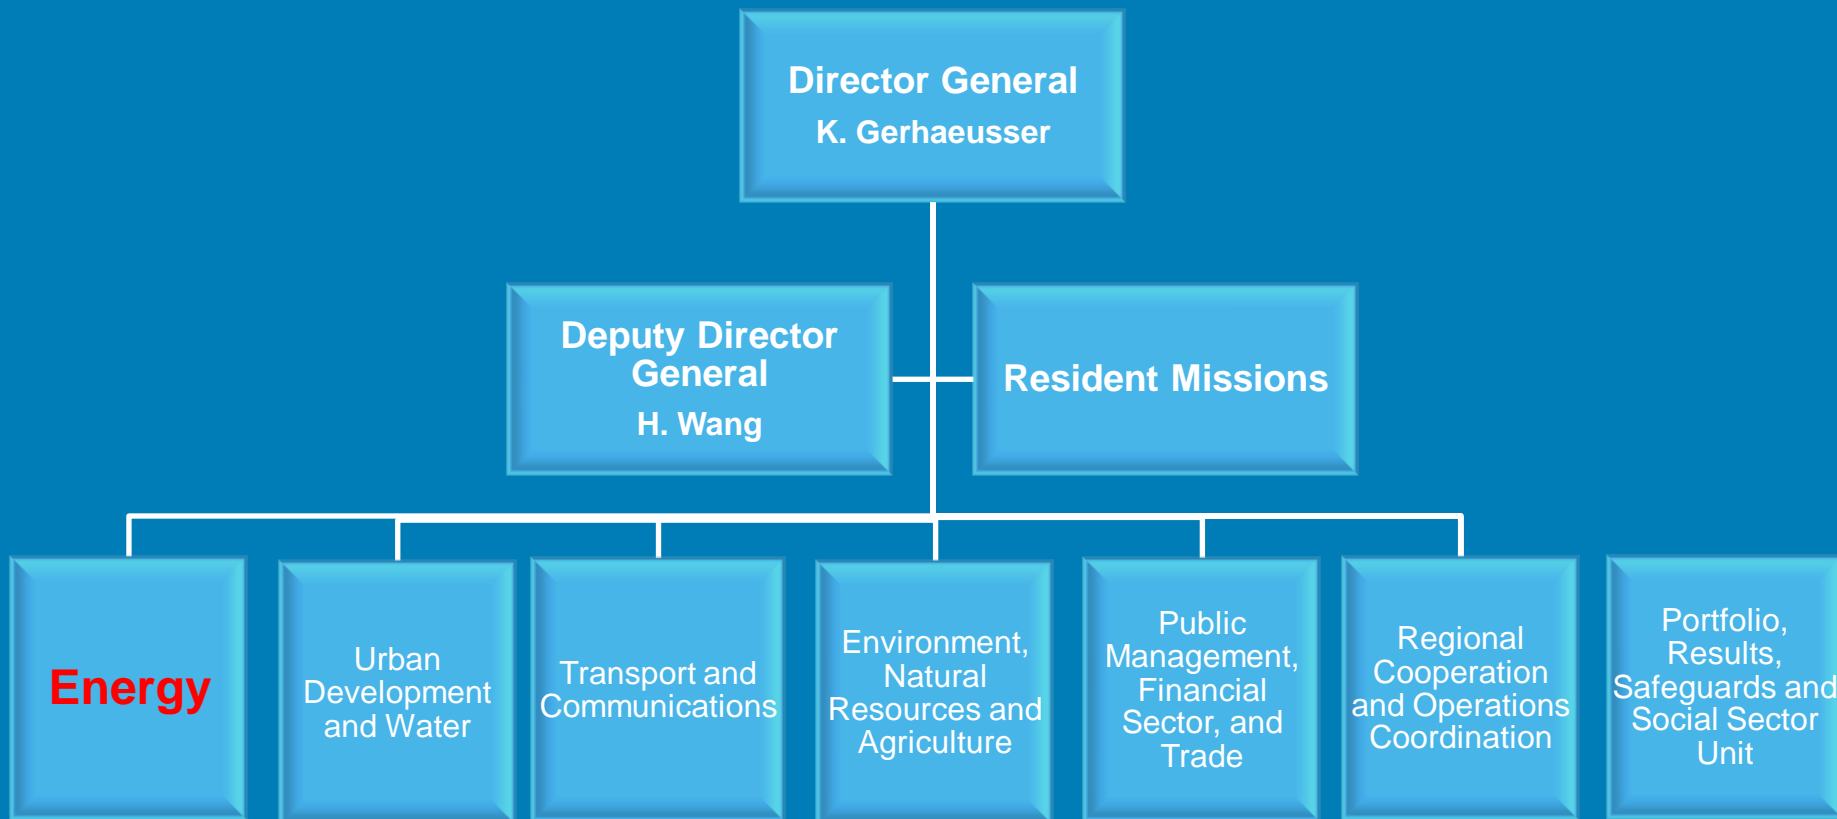 Director General
K. Gerhaeusser
Deputy Director
General
H. Wang
Resident Missions
Energy
Urban
Development
and Water
Transport and
Communications
Environment,
Natural
Resources and
Agriculture
Public
Management,
Financial
Sector, and
Trade
Regional
Cooperation
and Operations
Coordination
Portfolio,
Results,
Safeguards and
Social Sector
Unit